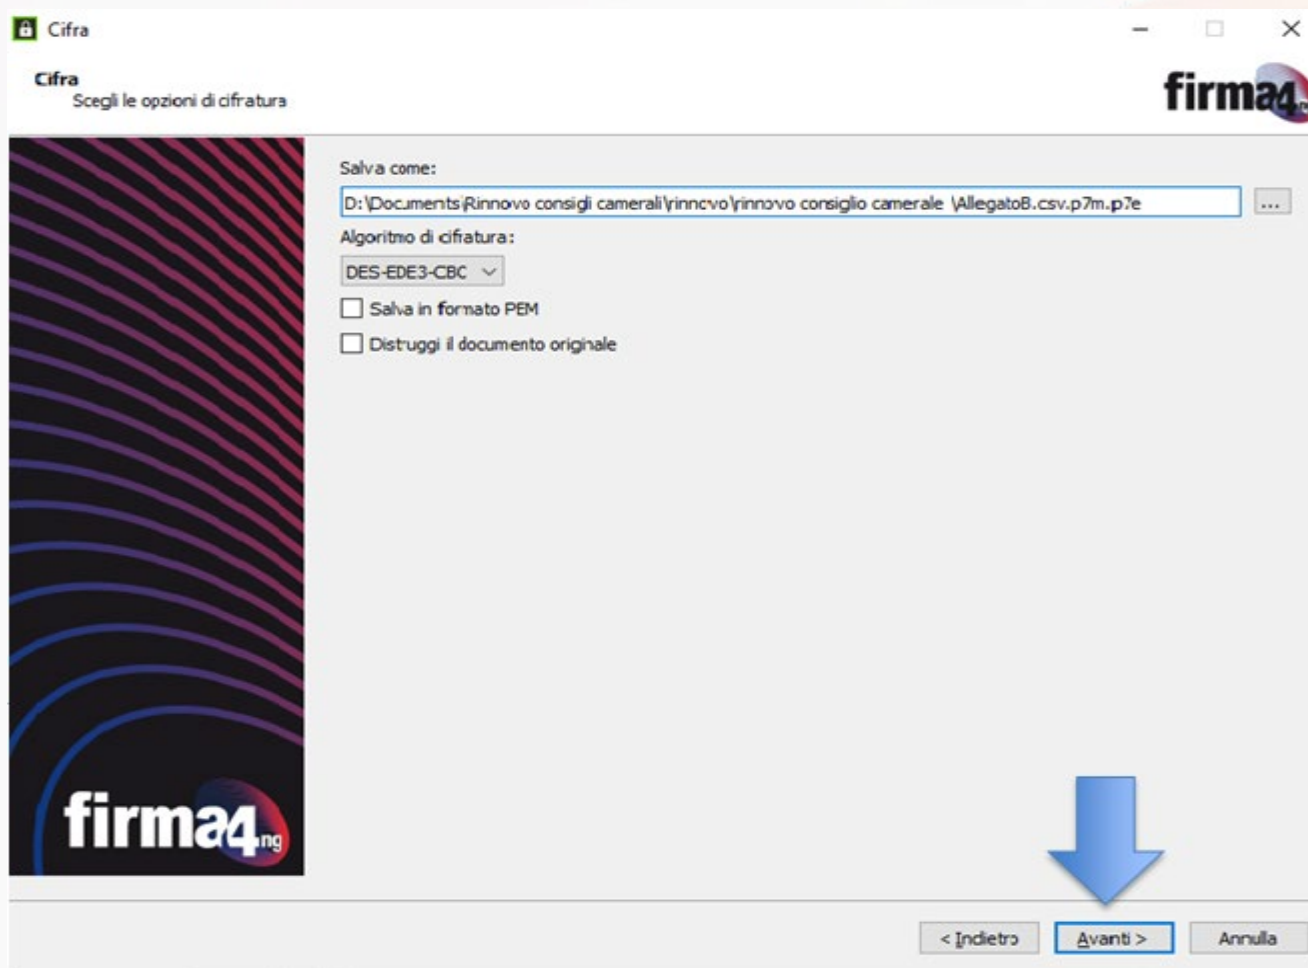 Cifra
Cifra
Scegli le opzioni di cifratura
firma4
Salva come:
D:\Documents\Rinnovo consigli camerali\rinnovo\rinnovo consiglio camerale \AllegatoB.csv.p7m.p7e
...
Algoritmo di cifratura:
DES-EDE3-CBC
Salva in formato PEM
Distruggi il documento originale
firma4ng
< Indietro
Avanti >
Annulla